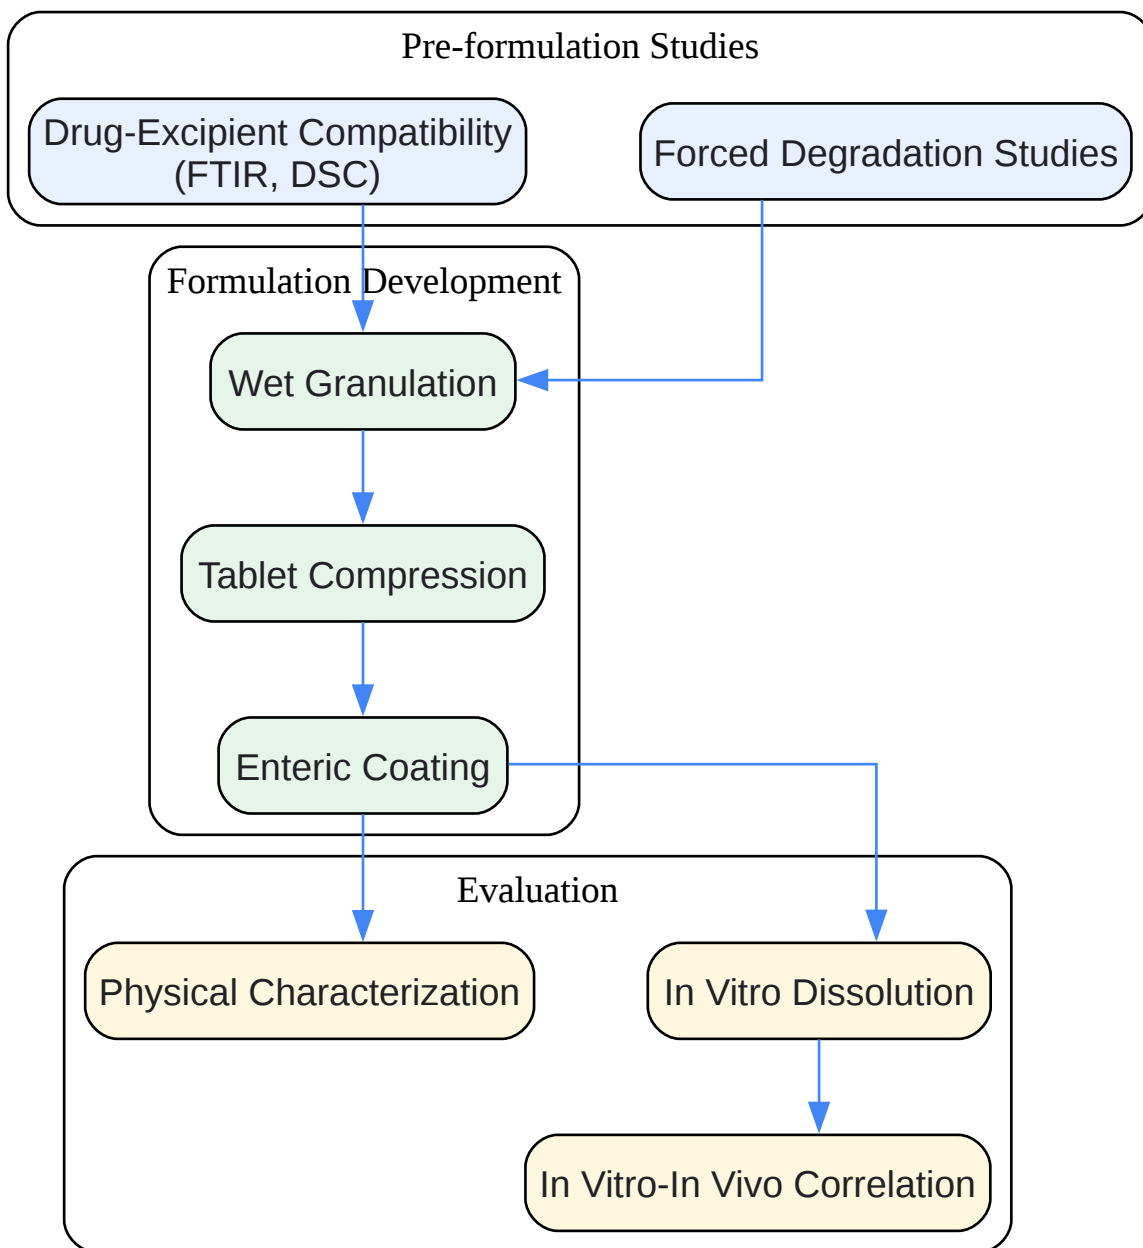 Pre-formulation Studies
Drug-Excipient Compatibility
(FTIR, DSC)
Forced Degradation Studies
Formulation Development
Wet Granulation
Tablet Compression
Enteric Coating
Evaluation
Physical Characterization
In Vitro Dissolution
In Vitro-In Vivo Correlation